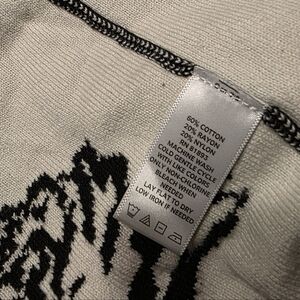 60% COTTON
20% RAYON
20% NYLON
RN 81893
MACHINE WASH
COLD GENTLE CYCLE
WITH LIKE COLORS
ONLY NON-CHLORINE
BLEACH WHEN
NEEDED
LAY FLAT TO DRY
LOW IRON IF NEEDED